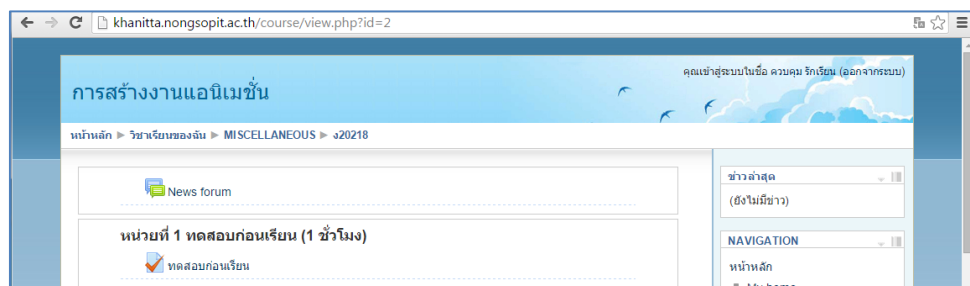 khanitta.nongsopit.ac.th/course/view.php?id=2
คุณเข้าสู่ระบบในชื่อ ควบคุม รักเรียน (ออกจากระบบ)
การสร้างงานแอนิเมชั่น
หน้าหลัก ► วิชาเรียนของฉัน ► MISCELLANEOUS ► ง20218
News forum
หน่วยที่ 1 ทดสอบก่อนเรียน (1 ชั่วโมง)
ทดสอบก่อนเรียน
ข่าวล่าสุด
(ยังไม่มีข่าว)
NAVIGATION
หน้าหลัก
My home